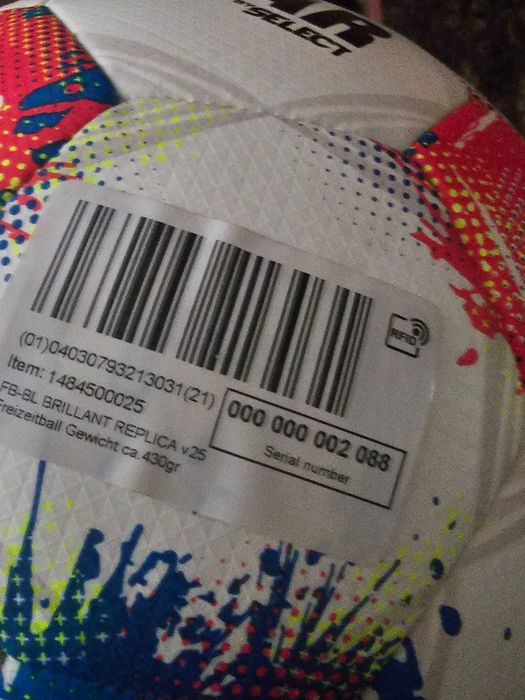 SELECT
RFID
(01)04030793213031(21)
Item: 1484500025
FB-BL BRILLANT REPLICA v25
Freizeitball Gewicht ca. 430gr
000 000 002 088
Serial number